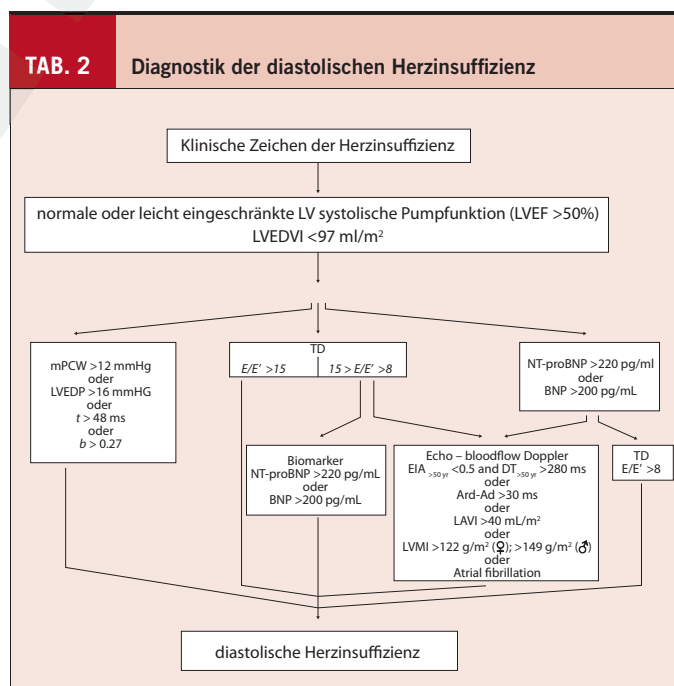 TAB. 2
Diagnostik der diastolischen Herzinsuffizienz
Klinische Zeichen der Herzinsuffizienz
normale oder leicht eingeschränkte LV systolische Pumpfunktion (LVEF >50%)
LVEDVI <97 ml/m²
mPCW >12 mmHg
oder
LVEDP >16 mmHG
oder
t > 48 ms
oder
b > 0.27
TD
E/E' >15
15 > E/E' >8
NT-proBNP >220 pg/ml
oder
BNP >200 pg/mL
Biomarker
NT-proBNP >220 pg/mL
oder
BNP >200 pg/mL
Echo – bloodflow Doppler
EIA >50 yr <0.5 and DT >50 yr >280 ms
oder
Ard-Ad >30 ms
oder
LAVI >40 mL/m²
oder
LVMI >122 g/m² (♀); >149 g/m² (♂)
oder
Atrial fibrillation
TD
E/E' >8
diastolische Herzinsuffizienz